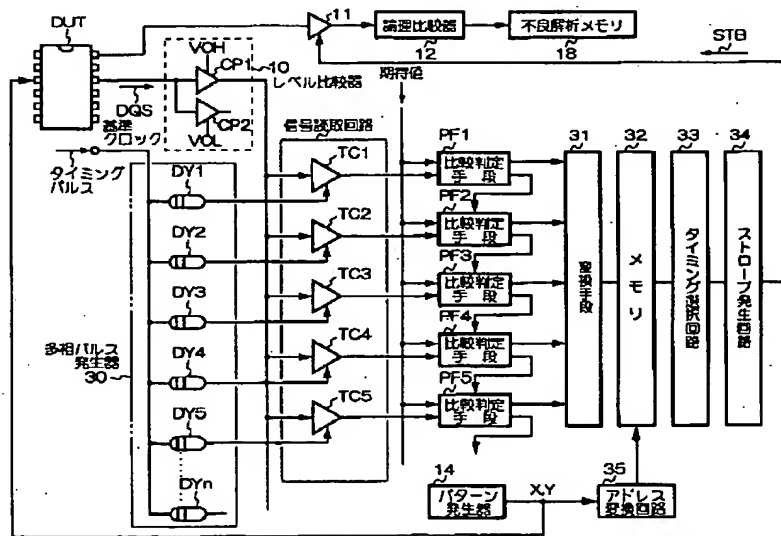 DUT
11
論理比較器
12
不良解析メモリ
18
STB
VOH
CP1
10
レベル比較器
DQS
基準
クロック
CP2
VOL
期待値
信号読取回路
タイミング
パルス
DY1
DY2
DY3
DY4
DY5
DYn
多相パルス
発生器
30
TC1
TC2
TC3
TC4
TC5
PF1
比較判定
手段
PF2
比較判定
手段
PF3
比較判定
手段
PF4
比較判定
手段
PF5
比較判定
手段
31
変換手段
32
メモリ
33
タイミング選択回路
34
ストローブ発生回路
14
パターン
発生器
X,Y
35
アドレス
変換回路